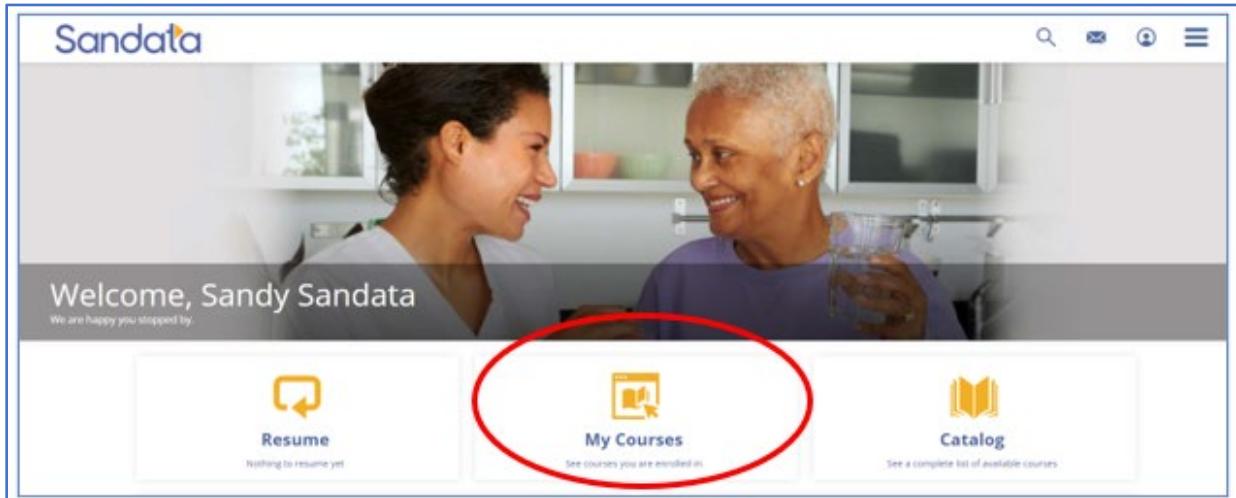 Sandata
Welcome, Sandy Sandata
We are happy you stopped by.
Resume
Nothing to resume yet
My Courses
See courses you are enrolled in
Catalog
See a complete list of available courses